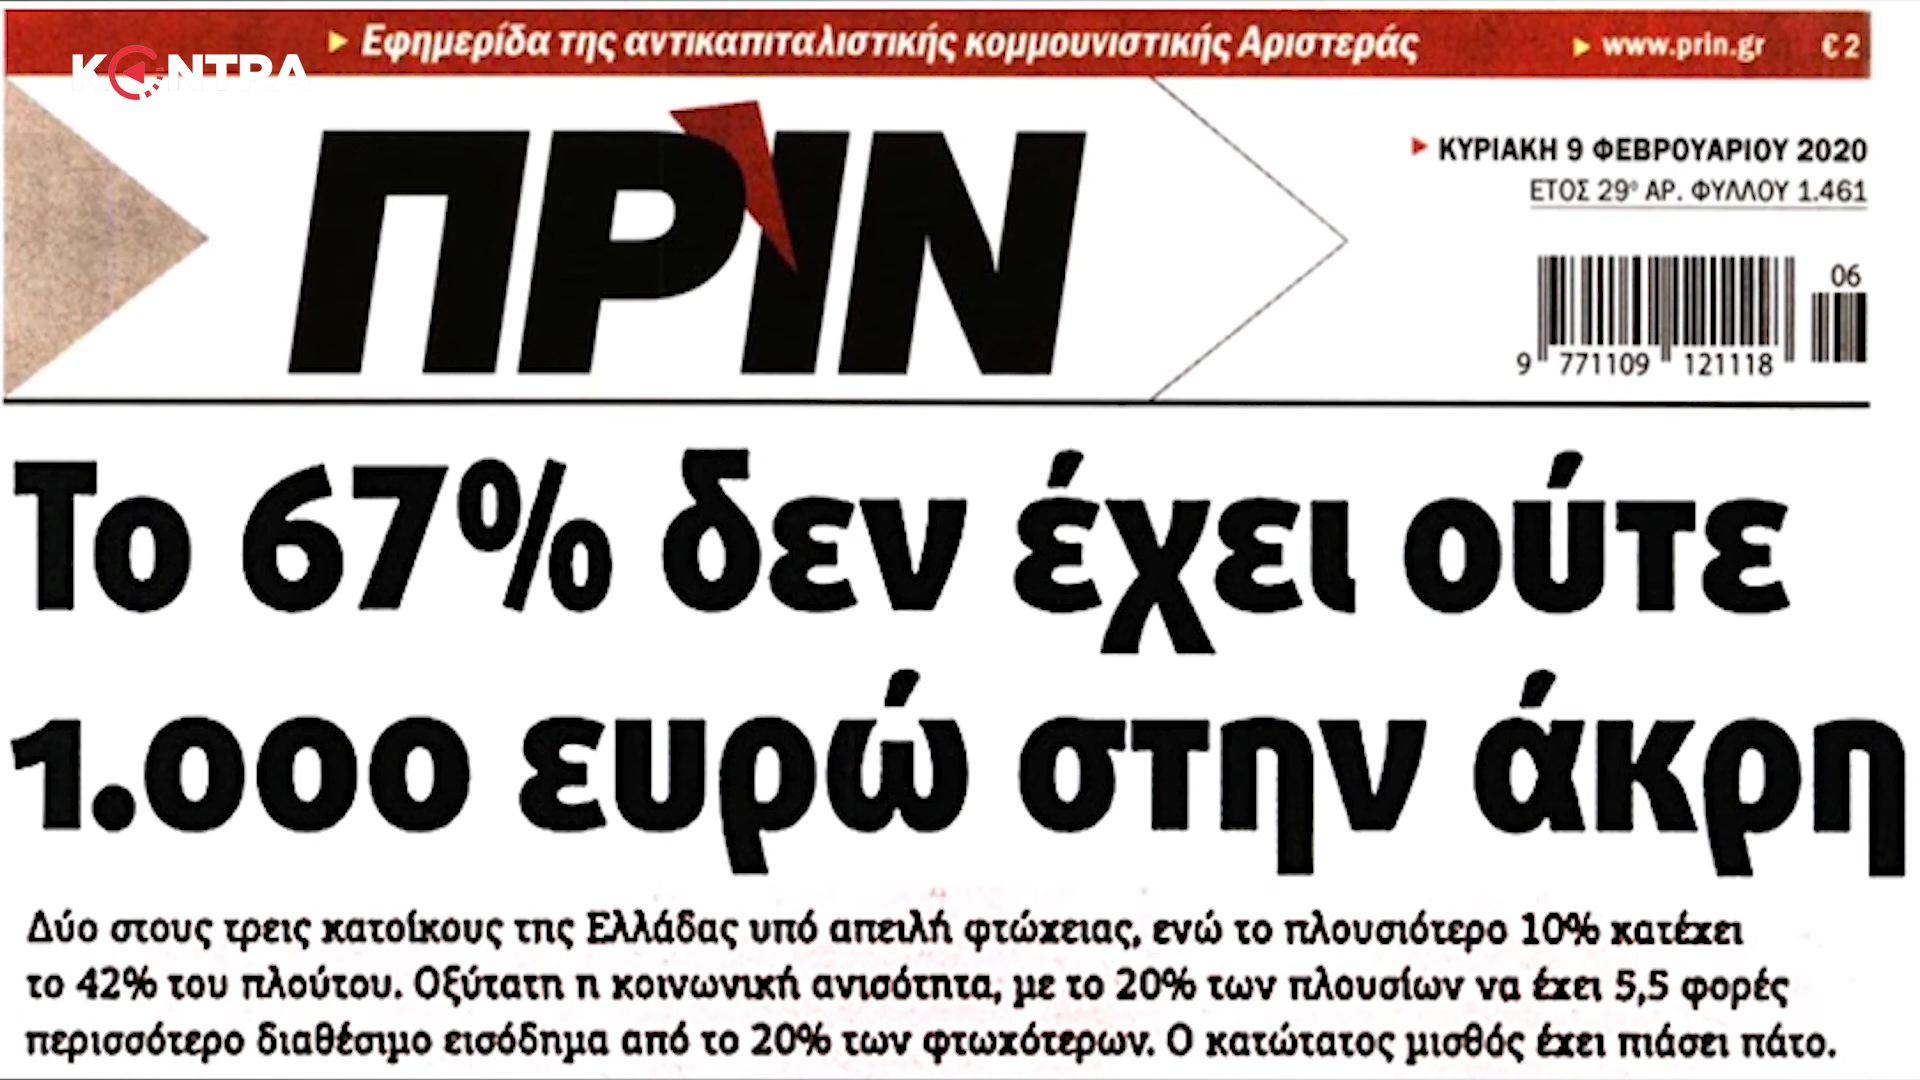 KONTRA
Εφημερίδα της αντικαπιταλιστικής κομμουνιστικής Αριστεράς
www.prin.gr
€ 2
ΠΡΙΝ
ΚΥΡΙΑΚΗ 9 ΦΕΒΡΟΥΑΡΙΟΥ 2020
ΕΤΟΣ 29º ΑΡ. ΦΥΛΛΟΥ 1.461
06
9 771109 121118
Το 67% δεν έχει ούτε
1.000 ευρώ στην άκρη
Δύο στους τρεις κατοίκους της Ελλάδας υπό απειλή φτώχειας, ενώ το πλουσιότερο 10% κατέχει
το 42% του πλούτου. Οξύτατη η κοινωνική ανισότητα, με το 20% των πλουσίων να έχει 5,5 φορές
περισσότερο διαθέσιμο εισόδημα από το 20% των φτωχότερων. Ο κατώτατος μισθός έχει πιάσει πάτο.